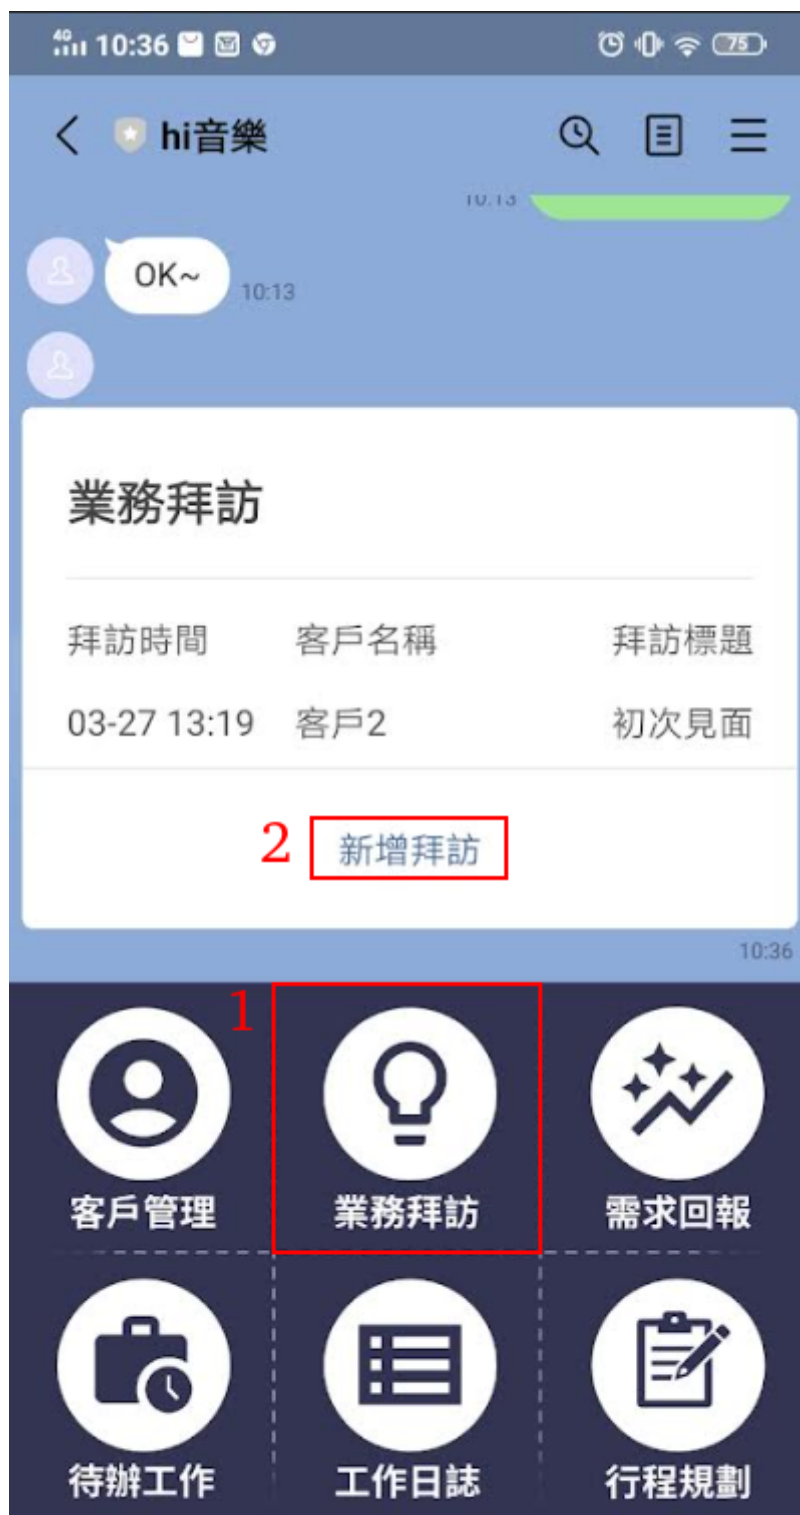 4G 10:36 75
hi音樂
10:13
OK~ 10:13
業務拜訪
拜訪時間 客戶名稱 拜訪標題
03-27 13:19 客戶2 初次見面
2 新增拜訪
10:36
1
客戶管理 業務拜訪 需求回報
待辦工作 工作日誌 行程規劃